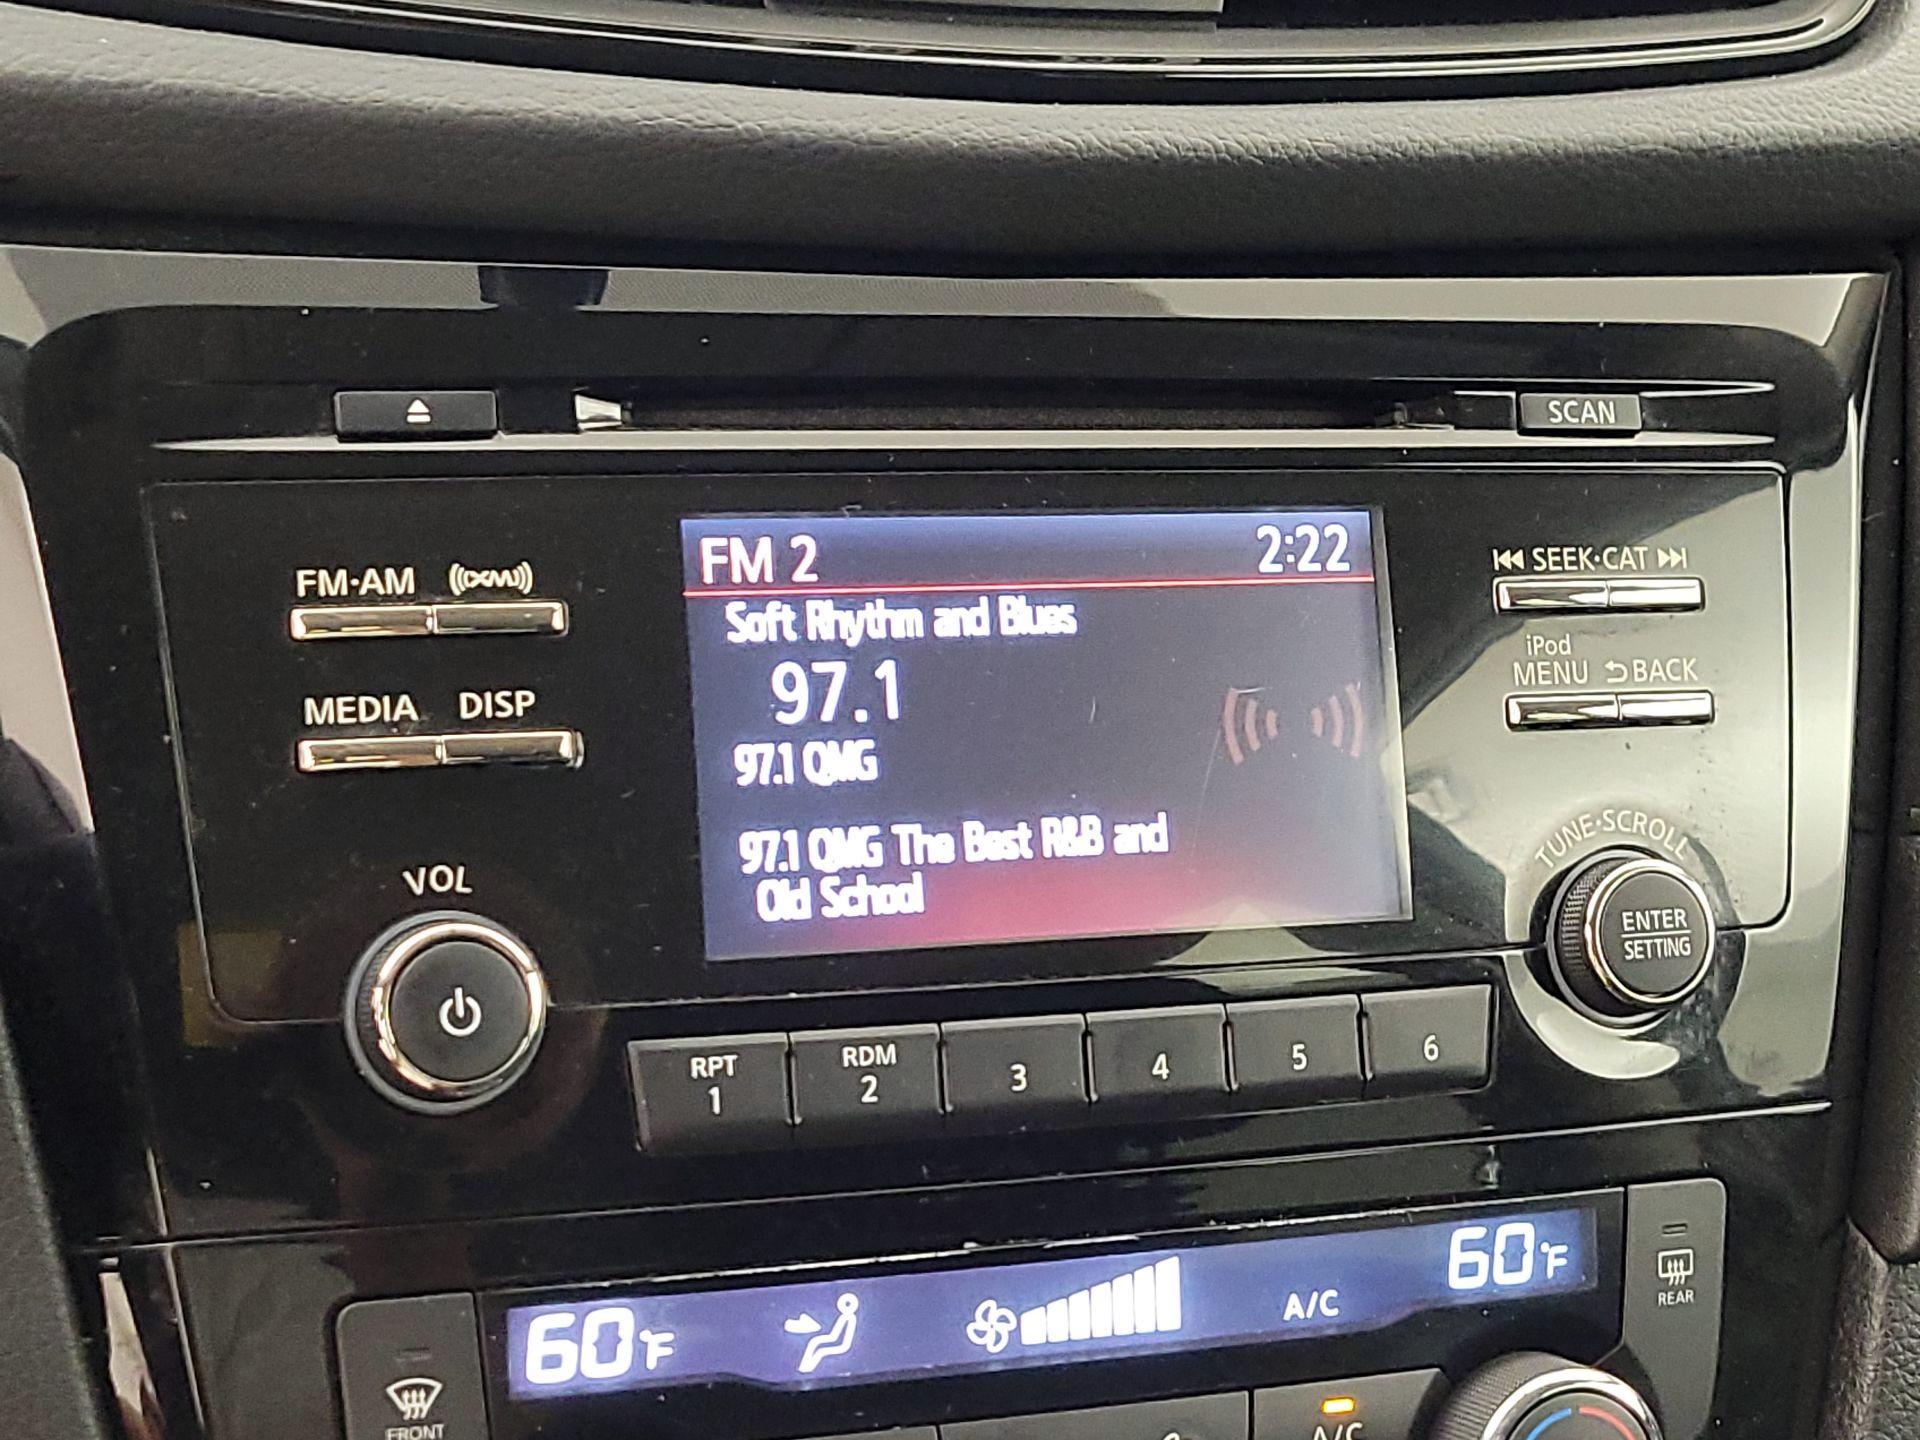 SCAN
FM 2 2:22
FM·AM XM
SEEK·CAT
Soft Rhythm and Blues
iPod
MENU BACK
97.1
MEDIA DISP
97.1 QMG
TUNE·SCROLL
97.1 QMG The Best R&B and
Old School
VOL
ENTER
SETTING
RPT RDM
1 2 3 4 5 6
60°F A/C 60°F
REAR
FRONT
A/C